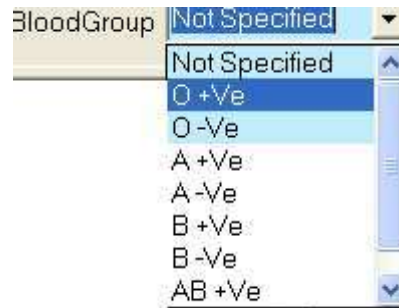 BloodGroup Not Specified
Not Specified
O +Ve
O -Ve
A +Ve
A -Ve
B +Ve
B -Ve
AB +Ve